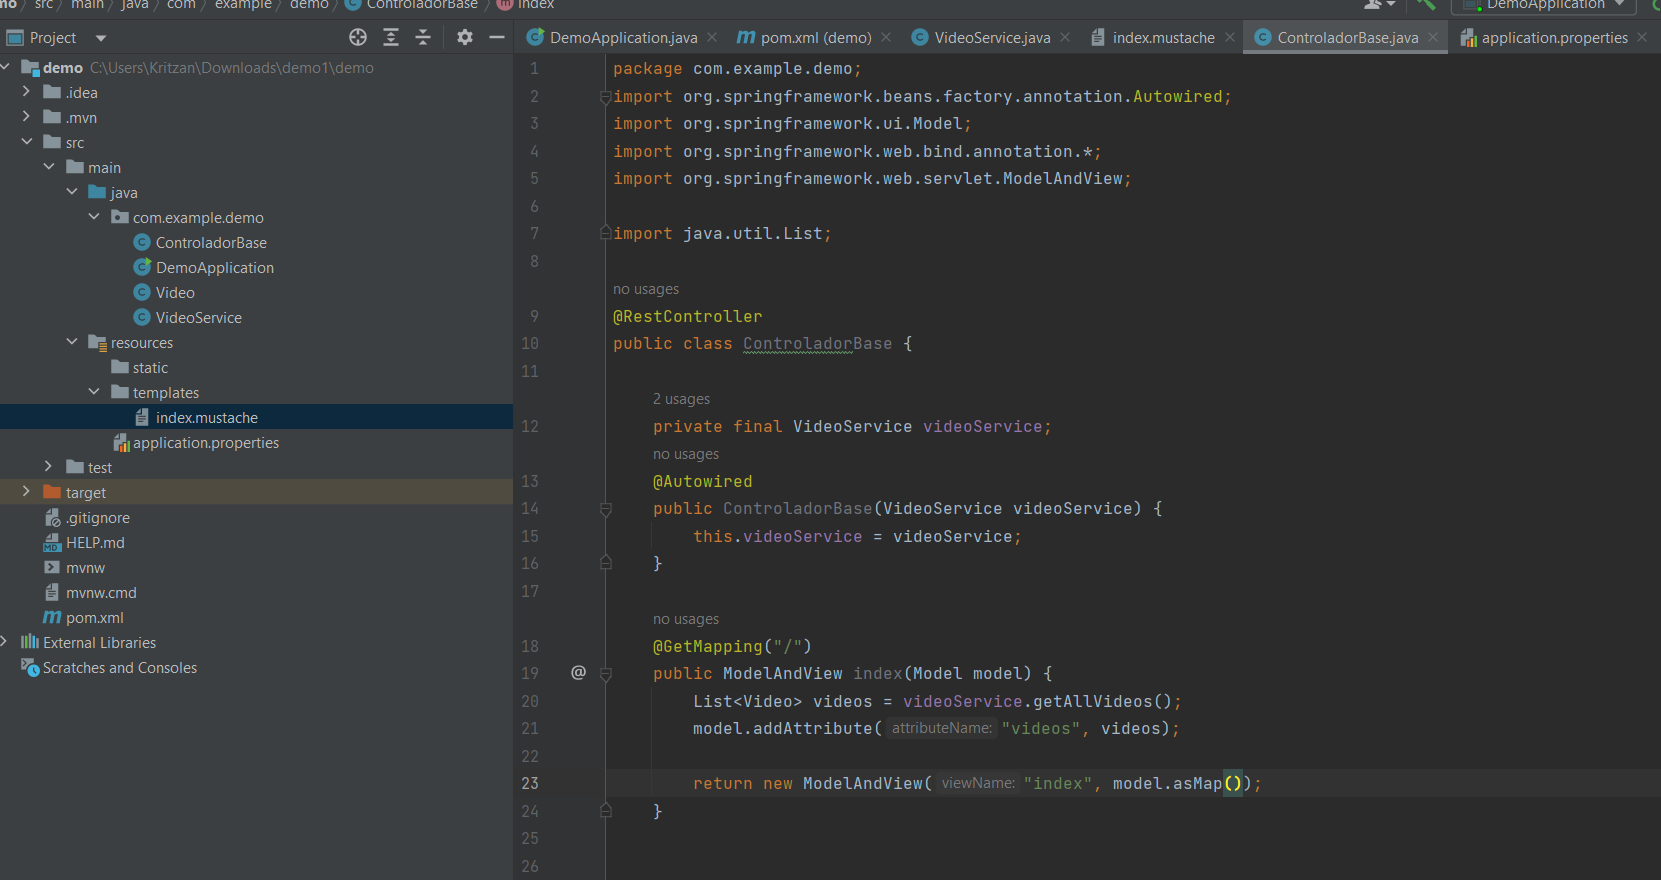 mo src main java com example demo ControladorBase index DemoApplication
Project
DemoApplication.java pom.xml (demo) VideoService.java index.mustache ControladorBase.java application.properties
demo C:\Users\Kritzan\Downloads\demo1\demo
.idea
.mvn
src
main
java
com.example.demo
ControladorBase
DemoApplication
Video
VideoService
resources
static
templates
index.mustache
application.properties
test
target
.gitignore
HELP.md
mvnw
mvnw.cmd
pom.xml
External Libraries
Scratches and Consoles
1 package com.example.demo;
2 import org.springframework.beans.factory.annotation.Autowired;
3 import org.springframework.ui.Model;
4 import org.springframework.web.bind.annotation.*;
5 import org.springframework.web.servlet.ModelAndView;
6
7 import java.util.List;
8
no usages
9 @RestController
10 public class ControladorBase {
11
2 usages
12 private final VideoService videoService;
no usages
13 @Autowired
14 public ControladorBase(VideoService videoService) {
15 this.videoService = videoService;
16 }
17
no usages
18 @GetMapping("/")
19 @ public ModelAndView index(Model model) {
20 List<Video> videos = videoService.getAllVideos();
21 model.addAttribute( attributeName: "videos", videos);
22
23 return new ModelAndView( viewName: "index", model.asMap());
24 }
25
26